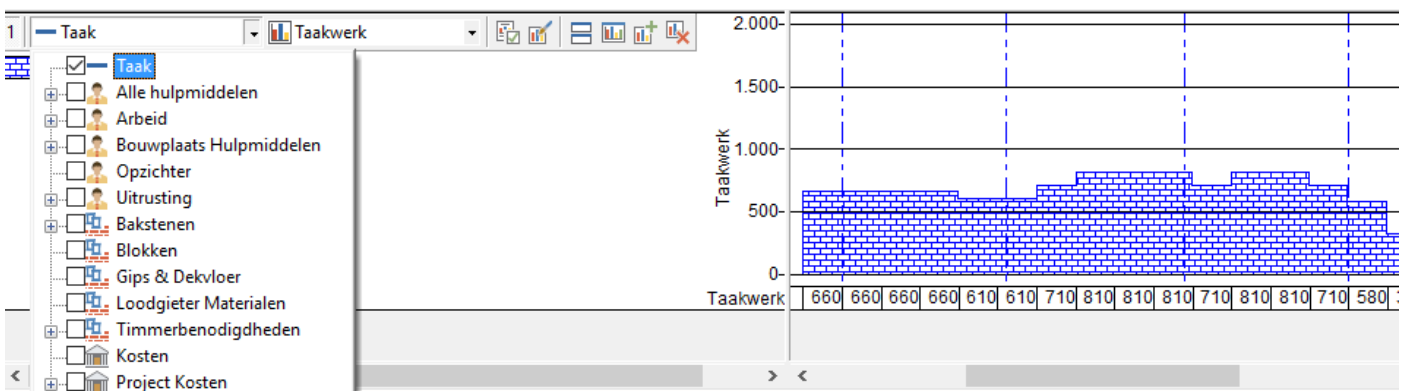 1 Taak Taakwerk
Taak
Alle hulpmiddelen
Arbeid
Bouwplaats Hulpmiddelen
Opzichter
Uitrusting
Bakstenen
Blokken
Gips & Dekvloer
Loodgieter Materialen
Timmerbenodigdheden
Kosten
Project Kosten
2.000
1.500
1.000
500
0
Taakwerk
Taakwerk 660 660 660 660 610 610 710 810 810 810 710 810 810 710 580